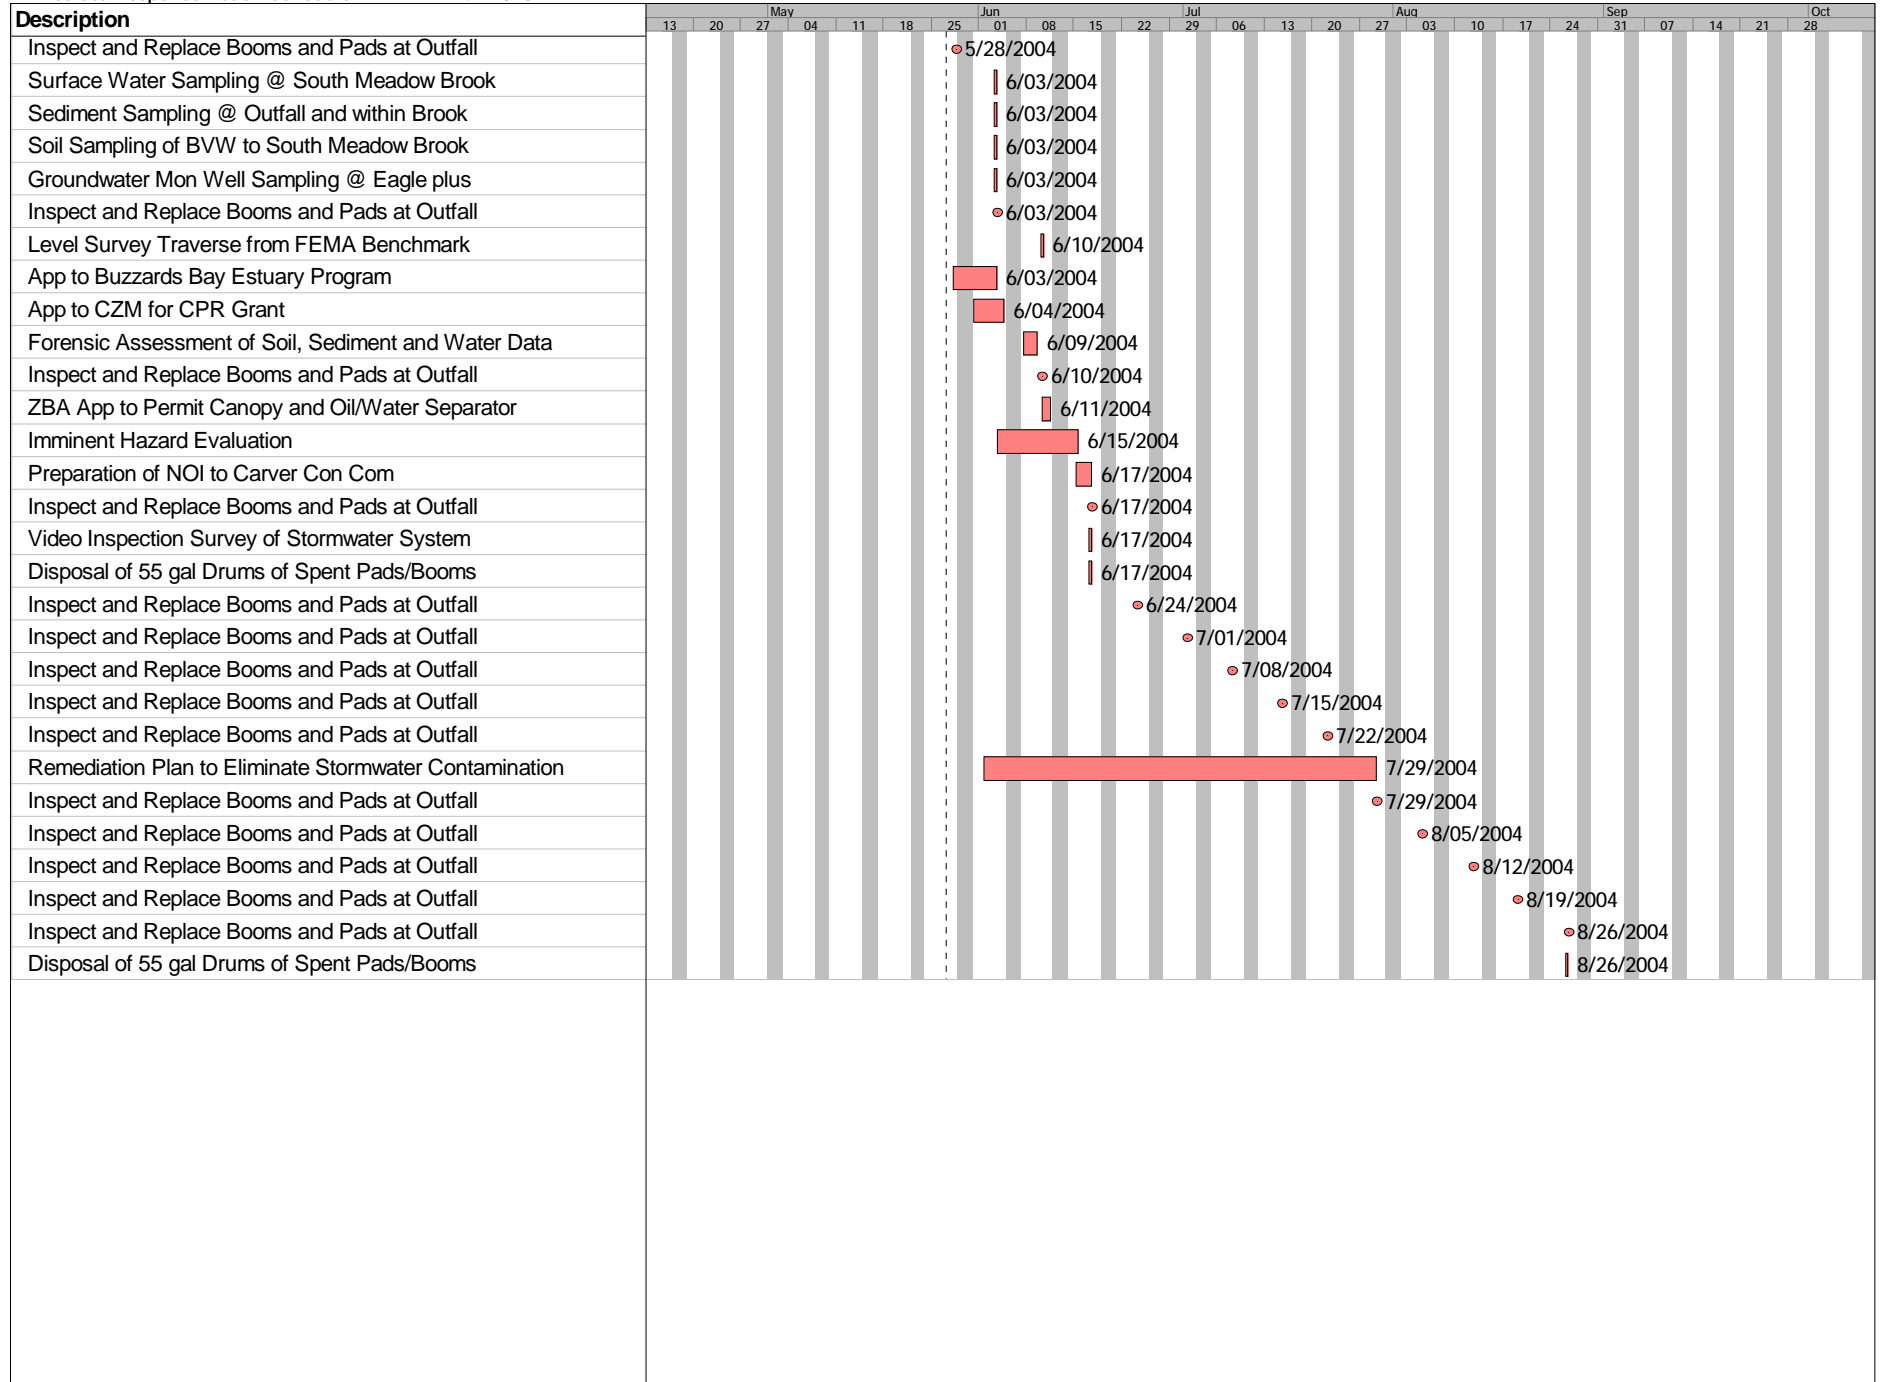 Description
May Jun Jul Aug Sep Oct
13 20 27 04 11 18 25 01 08 15 22 29 06 13 20 27 03 10 17 24 31 07 14 21 28
Inspect and Replace Booms and Pads at Outfall 5/28/2004
Surface Water Sampling @ South Meadow Brook 6/03/2004
Sediment Sampling @ Outfall and within Brook 6/03/2004
Soil Sampling of BVW to South Meadow Brook 6/03/2004
Groundwater Mon Well Sampling @ Eagle plus 6/03/2004
Inspect and Replace Booms and Pads at Outfall 6/03/2004
Level Survey Traverse from FEMA Benchmark 6/10/2004
App to Buzzards Bay Estuary Program 6/03/2004
App to CZM for CPR Grant 6/04/2004
Forensic Assessment of Soil, Sediment and Water Data 6/09/2004
Inspect and Replace Booms and Pads at Outfall 6/10/2004
ZBA App to Permit Canopy and Oil/Water Separator 6/11/2004
Imminent Hazard Evaluation 6/15/2004
Preparation of NOI to Carver Con Com 6/17/2004
Inspect and Replace Booms and Pads at Outfall 6/17/2004
Video Inspection Survey of Stormwater System 6/17/2004
Disposal of 55 gal Drums of Spent Pads/Booms 6/17/2004
Inspect and Replace Booms and Pads at Outfall 6/24/2004
Inspect and Replace Booms and Pads at Outfall 7/01/2004
Inspect and Replace Booms and Pads at Outfall 7/08/2004
Inspect and Replace Booms and Pads at Outfall 7/15/2004
Inspect and Replace Booms and Pads at Outfall 7/22/2004
Remediation Plan to Eliminate Stormwater Contamination 7/29/2004
Inspect and Replace Booms and Pads at Outfall 7/29/2004
Inspect and Replace Booms and Pads at Outfall 8/05/2004
Inspect and Replace Booms and Pads at Outfall 8/12/2004
Inspect and Replace Booms and Pads at Outfall 8/19/2004
Inspect and Replace Booms and Pads at Outfall 8/26/2004
Disposal of 55 gal Drums of Spent Pads/Booms 8/26/2004